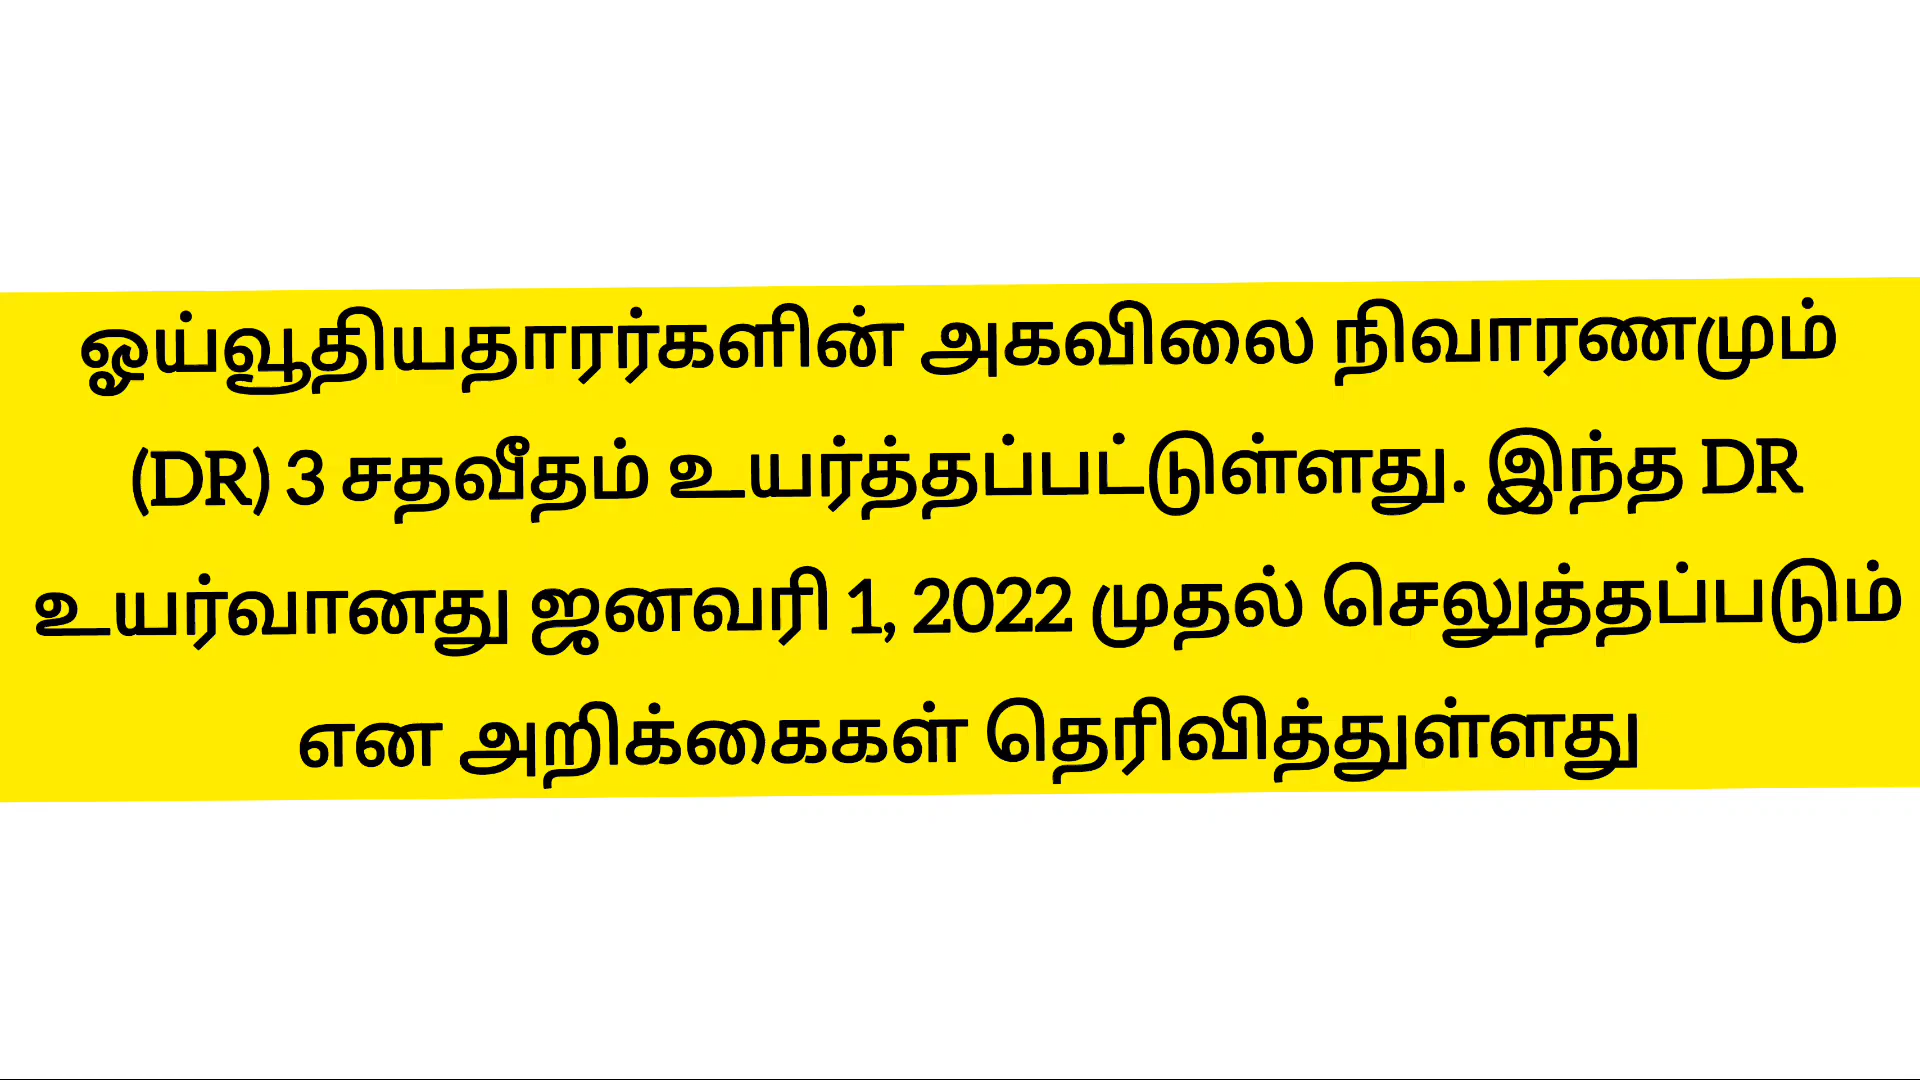 ஓய்வூதியதாரர்களின் அகவிலை நிவாரணமும்
(DR) 3 சதவீதம் உயர்த்தப்பட்டுள்ளது. இந்த DR
உயர்வானது ஜனவரி 1, 2022 முதல் செலுத்தப்படும்
என அறிக்கைகள் தெரிவித்துள்ளது